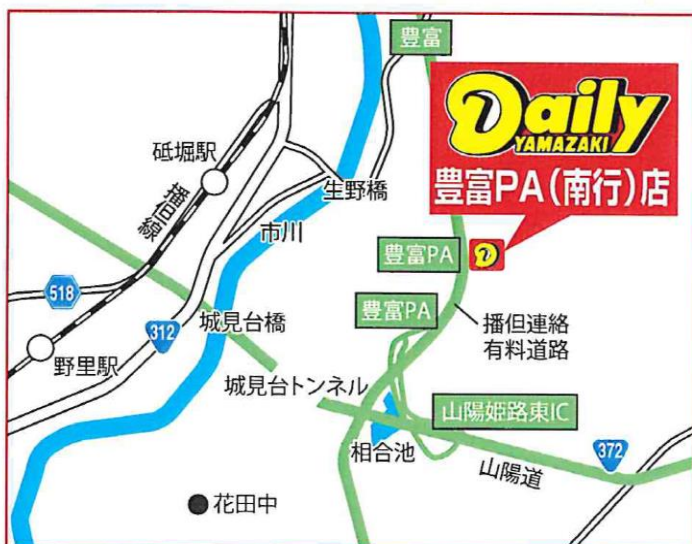 豊富
Daily
YAMAZAKI
豊富PA(南行)店
砥堀駅
播但線
生野橋
市川
豊富PA
豊富PA
518
312
城見台橋
播但連絡
有料道路
野里駅
城見台トンネル
山陽姫路東IC
相合池
山陽道
372
花田中